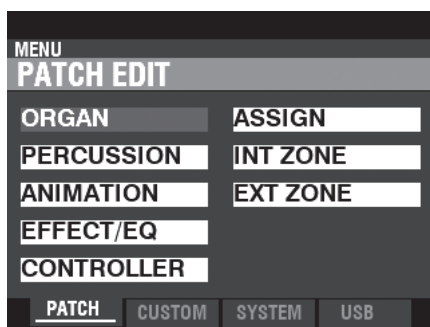 MENU
PATCH EDIT
ORGAN
PERCUSSION
ANIMATION
EFFECT/EQ
CONTROLLER
ASSIGN
INT ZONE
EXT ZONE
PATCH CUSTOM SYSTEM USB